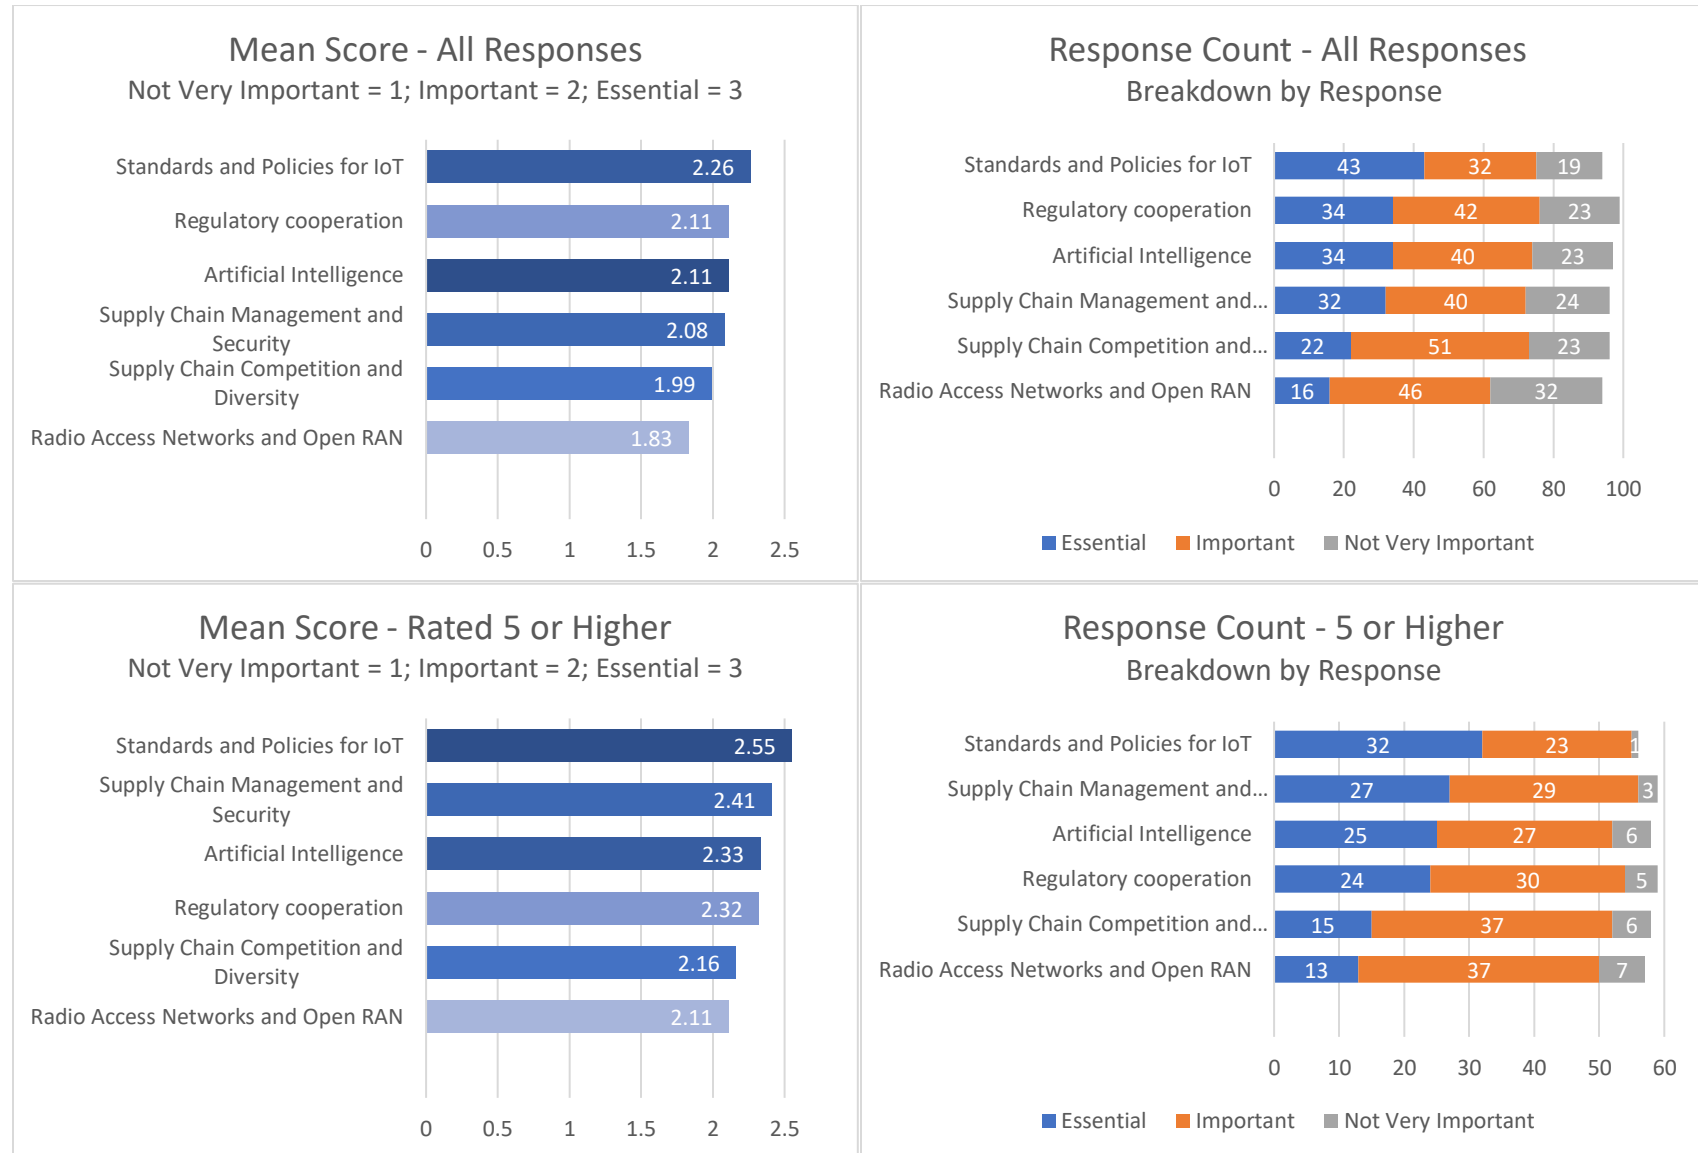 Mean Score - All Responses
Not Very Important = 1; Important = 2; Essential = 3
Standards and Policies for IoT
2.26
Regulatory cooperation
2.11
Artificial Intelligence
2.11
Supply Chain Management and
Security
2.08
Supply Chain Competition and
Diversity
1.99
Radio Access Networks and Open RAN
1.83
0 0.5 1 1.5 2 2.5
Response Count - All Responses
Breakdown by Response
Standards and Policies for IoT 43 32 19
Regulatory cooperation 34 42 23
Artificial Intelligence 34 40 23
Supply Chain Management and... 32 40 24
Supply Chain Competition and... 22 51 23
Radio Access Networks and Open RAN 16 46 32
0 20 40 60 80 100
Essential Important Not Very Important
Mean Score - Rated 5 or Higher
Not Very Important = 1; Important = 2; Essential = 3
Standards and Policies for IoT
2.55
Supply Chain Management and
Security
2.41
Artificial Intelligence
2.33
Regulatory cooperation
2.32
Supply Chain Competition and
Diversity
2.16
Radio Access Networks and Open RAN
2.11
0 0.5 1 1.5 2 2.5
Response Count - 5 or Higher
Breakdown by Response
Standards and Policies for IoT 32 23 1
Supply Chain Management and... 27 29 3
Artificial Intelligence 25 27 6
Regulatory cooperation 24 30 5
Supply Chain Competition and... 15 37 6
Radio Access Networks and Open RAN 13 37 7
0 10 20 30 40 50 60
Essential Important Not Very Important